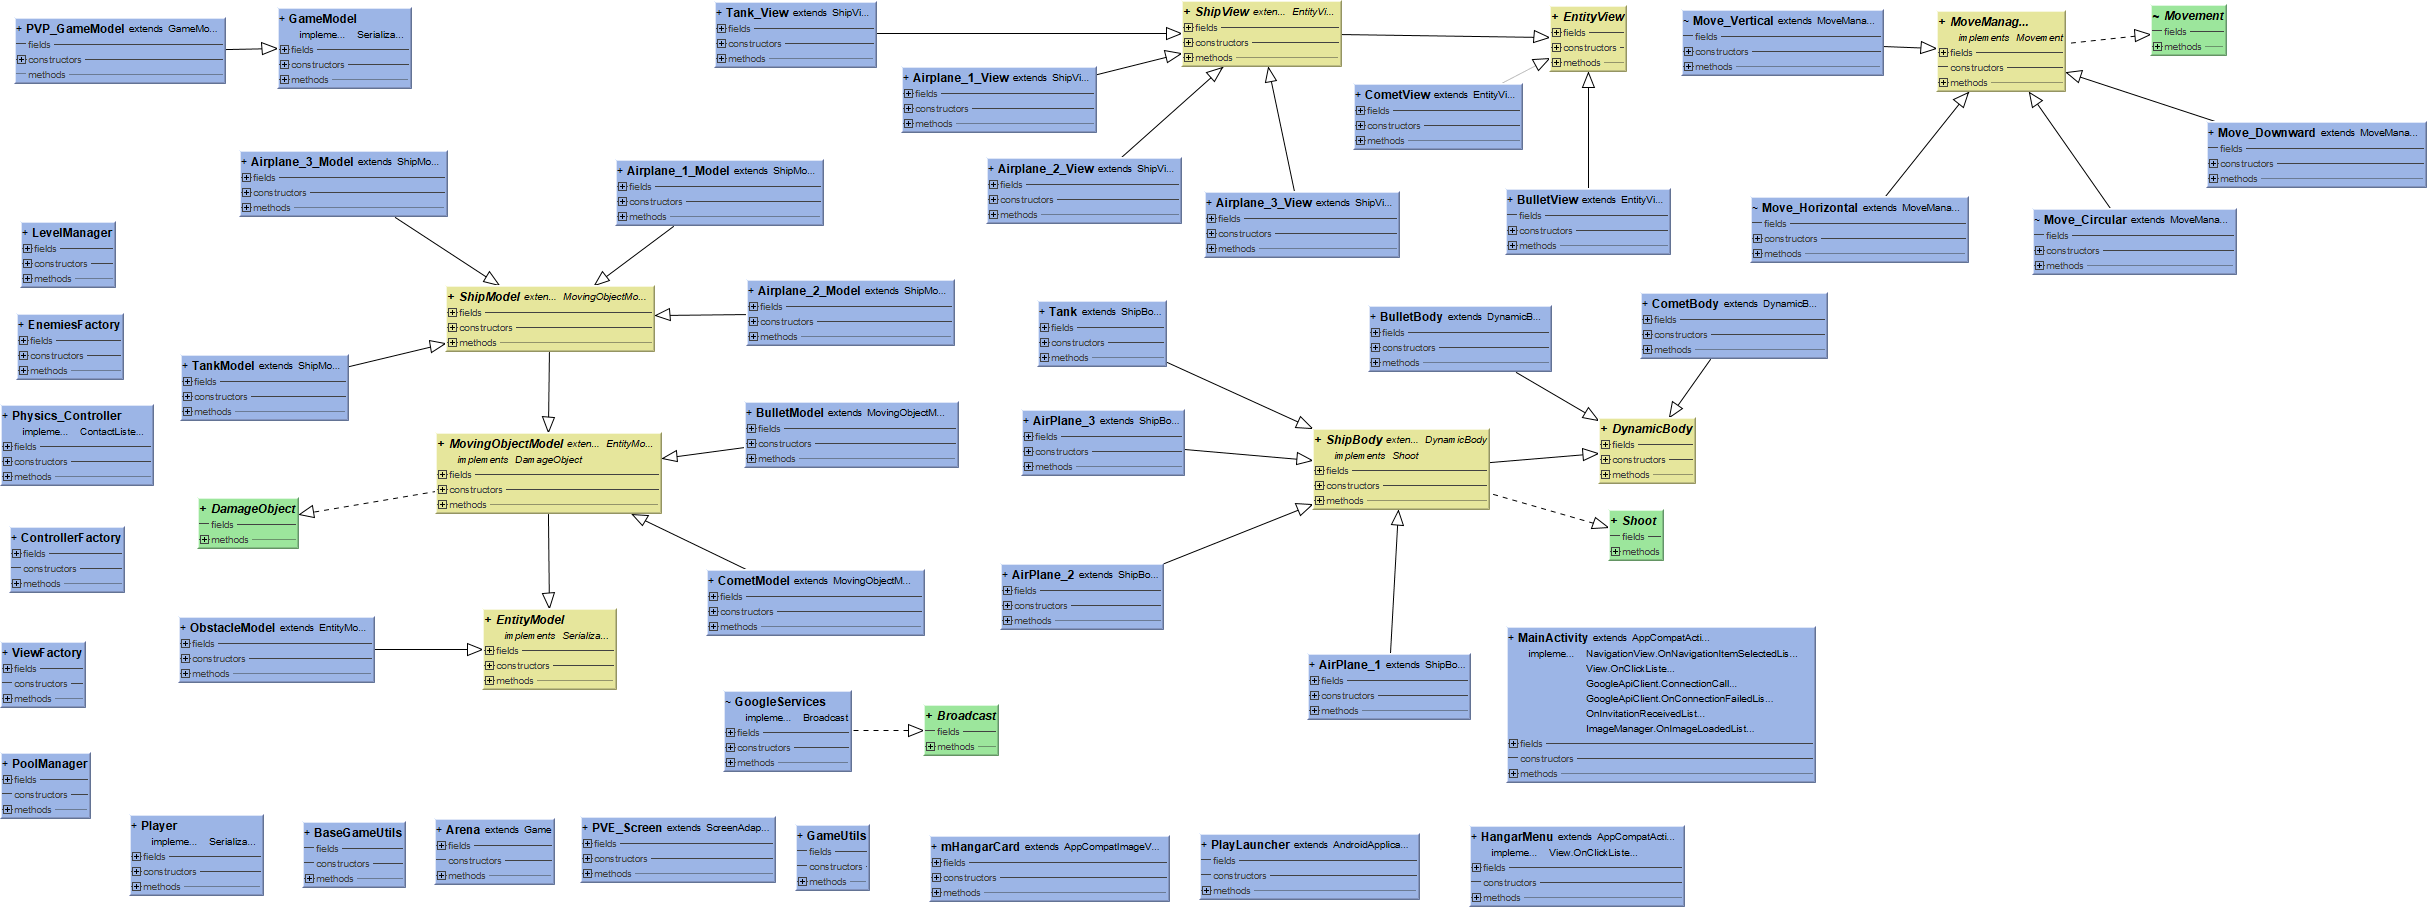 + PVP_GameModel extends GameMo...
fields
constructors
methods
+ GameModel
impleme... Serializa...
fields
constructors
methods
+ Tank_View extends ShipVi...
fields
constructors
methods
+ ShipView exten... EntityVi...
fields
constructors
methods
+ EntityView
fields
constructors
methods
~ Move_Vertical extends MoveMana...
fields
constructors
methods
+ MoveManag...
implements Movement
fields
constructors
methods
~ Movement
fields
methods
+ Airplane_1_View extends ShipVi...
fields
constructors
methods
+ CometView extends EntityVi...
fields
constructors
methods
+ Move_Downward extends MoveMana...
fields
constructors
methods
+ Airplane_3_Model extends ShipMo...
fields
constructors
methods
+ Airplane_1_Model extends ShipMo...
fields
constructors
methods
+ Airplane_2_View extends ShipVi...
fields
constructors
methods
+ Airplane_3_View extends ShipVi...
fields
constructors
methods
+ BulletView extends EntityVi...
fields
constructors
methods
~ Move_Horizontal extends MoveMana...
fields
constructors
methods
~ Move_Circular extends MoveMana...
fields
constructors
methods
+ LevelManager
fields
constructors
methods
+ ShipModel exten... MovingObjectMo...
fields
constructors
methods
+ Airplane_2_Model extends ShipMo...
fields
constructors
methods
+ Tank extends ShipBo...
fields
constructors
methods
+ BulletBody extends DynamicB...
fields
constructors
methods
+ CometBody extends DynamicB...
fields
constructors
methods
+ EnemiesFactory
fields
constructors
methods
+ TankModel extends ShipMo...
fields
constructors
methods
+ Physics_Controller
impleme... ContactListe...
fields
constructors
methods
+ MovingObjectModel exten... EntityMo...
implements DamageObject
fields
constructors
methods
+ BulletModel extends MovingObjectM...
fields
constructors
methods
+ AirPlane_3 extends ShipBo...
fields
constructors
methods
+ ShipBody exten... DynamicBody
implements Shoot
fields
constructors
methods
+ DynamicBody
fields
constructors
methods
+ DamageObject
fields
methods
+ Shoot
fields
methods
+ ControllerFactory
fields
constructors
methods
+ CometModel extends MovingObjectM...
fields
constructors
methods
+ AirPlane_2 extends ShipBo...
fields
constructors
methods
+ ObstacleModel extends EntityMo...
fields
constructors
methods
+ EntityModel
implements Serializa...
fields
constructors
methods
+ ViewFactory
fields
constructors
methods
+ AirPlane_1 extends ShipBo...
fields
constructors
methods
+ MainActivity extends AppCompatActi...
impleme... NavigationView.OnNavigationItemSelectedLis...
View.OnClickListe...
GoogleApiClient.ConnectionCall...
GoogleApiClient.OnConnectionFailedLis...
OnInvitationReceivedList...
ImageManager.OnImageLoadedList...
fields
constructors
methods
~ GoogleServices
impleme... Broadcast
fields
constructors
methods
+ Broadcast
fields
methods
+ PoolManager
fields
constructors
methods
+ Player
impleme... Serializa...
fields
constructors
methods
+ BaseGameUtils
fields
constructors
methods
+ Arena extends Game
fields
constructors
methods
+ PVE_Screen extends ScreenAdap...
fields
constructors
methods
+ GameUtils
fields
constructors
methods
+ mHangarCard extends AppCompatImageV...
fields
constructors
methods
+ PlayLauncher extends AndroidApplica...
fields
constructors
methods
+ HangarMenu extends AppCompatActi...
impleme... View.OnClickListe...
fields
constructors
methods